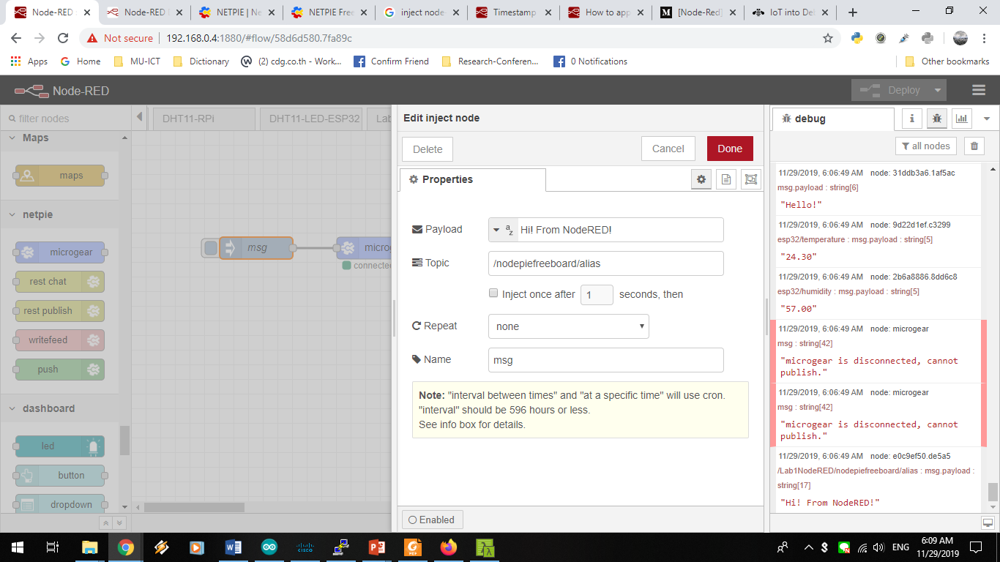 Node-RED :
Node-RED
NETPIE | Ne
NETPIE Free
inject node-
Timestamp
How to app
[Node-Red]
IoT into Del
Not secure
192.168.0.4:1880/#flow/58d6d580.7fa89c
Apps
Home
MU-ICT
Dictionary
(2) cdg.co.th - Work...
Confirm Friend
Research-Conferen...
0 Notifications
Other bookmarks
Node-RED
Deploy
filter nodes
Maps
maps
netpie
microgear
rest chat
rest publish
writefeed
push
dashboard
led
button
dropdown
DHT11-RPi
DHT11-LED-ESP32
Lab
msg
microg
connected
Edit inject node
Delete
Cancel
Done
Properties
Payload
a z
Hi! From NodeRED!
Topic
/nodepiefreeboard/alias
Inject once after 1 seconds, then
Repeat
none
Name
msg
Note: "interval between times" and "at a specific time" will use cron.
"interval" should be 596 hours or less.
See info box for details.
Enabled
debug
i
all nodes
11/29/2019, 6:06:49 AM node: 31ddb3a6.1af5ac
msg.payload : string[6]
"Hello!"
11/29/2019, 6:06:49 AM node: 9d22d1ef.c3299
esp32/temperature : msg.payload : string[5]
"24.30"
11/29/2019, 6:06:49 AM node: 2b6a8886.8dd6c8
esp32/humidity : msg.payload : string[5]
"57.00"
11/29/2019, 6:06:49 AM node: microgear
msg : string[42]
"microgear is disconnected, cannot
publish."
11/29/2019, 6:06:49 AM node: microgear
msg : string[42]
"microgear is disconnected, cannot
publish."
11/29/2019, 6:06:49 AM node: e0c9ef50.de5a5
/Lab1NodeRED/nodepiefreeboard/alias : msg.payload :
string[17]
"Hi! From NodeRED!"
ENG
6:09 AM
11/29/2019